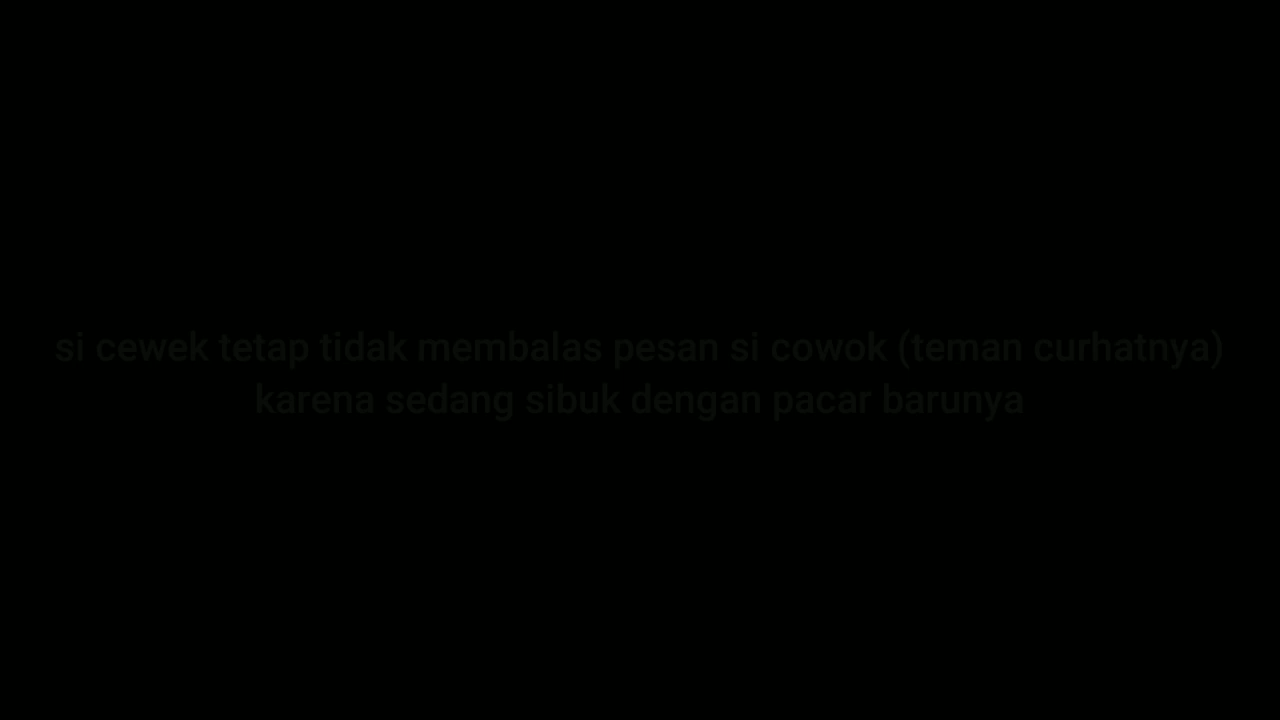 si cewek tetap tidak membalas pesan si cowok (teman curhatnya)
karena sedang sibuk dengan pacar barunya